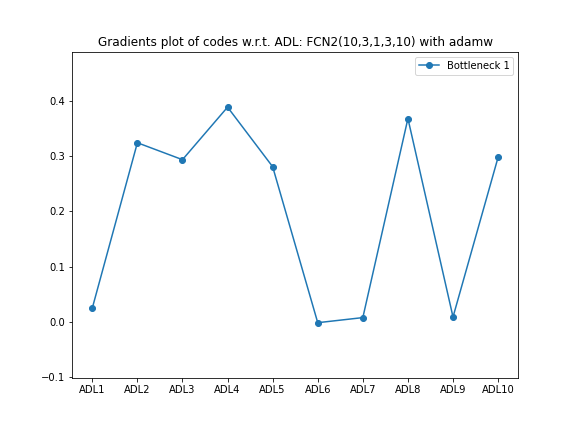 Gradients plot of codes w.r.t. ADL: FCN2(10,3,1,3,10) with adamw
Bottleneck 1
0.4
0.3
0.2
0.1
0.0
−0.1
ADL1 ADL2 ADL3 ADL4 ADL5 ADL6 ADL7 ADL8 ADL9 ADL10